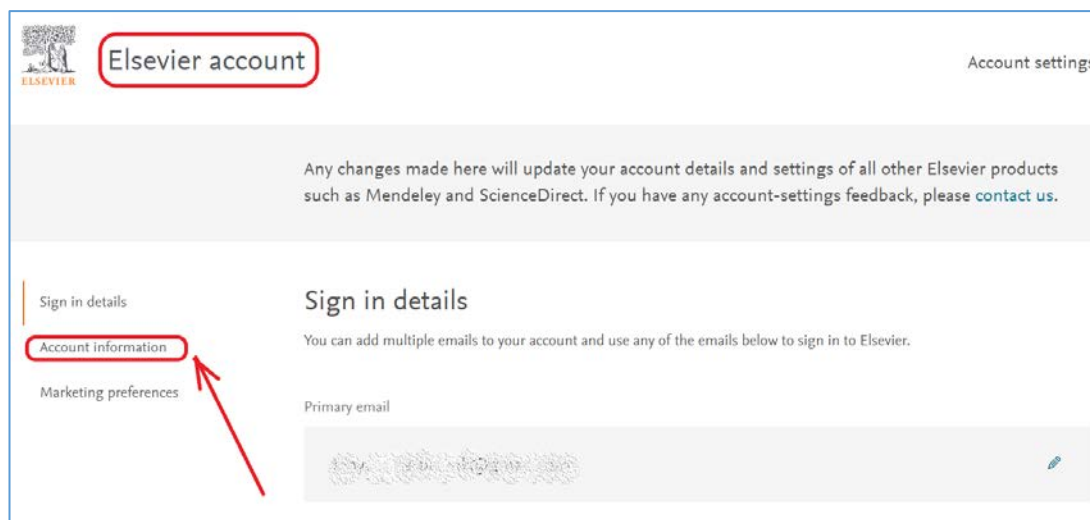 ELSEVIER
Elsevier account
Account settings
Any changes made here will update your account details and settings of all other Elsevier products
such as Mendeley and ScienceDirect. If you have any account-settings feedback, please contact us.
Sign in details
Account information
Marketing preferences
Sign in details
You can add multiple emails to your account and use any of the emails below to sign in to Elsevier.
Primary email